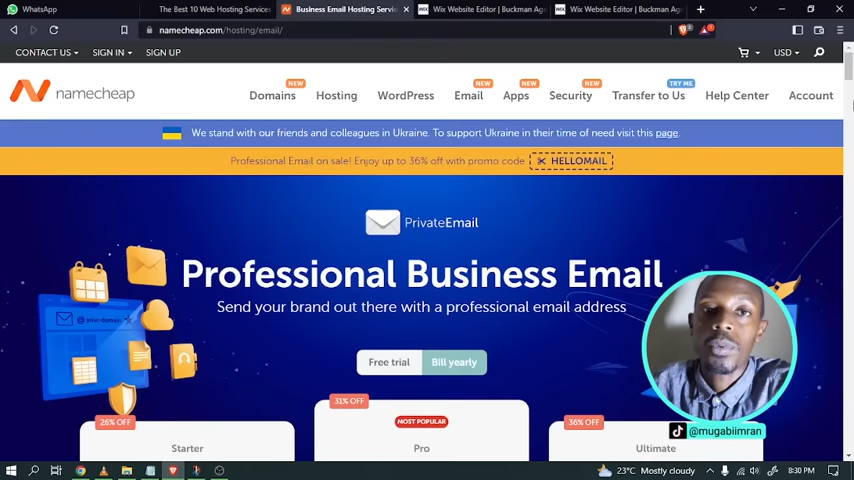 WhatsApp
The Best 10 Web Hosting Services
Business Email Hosting Servi
Wix Website Editor | Buckman Ag
Wix Website Editor | Buckman Ag
namecheap.com/hosting/email/
CONTACT US
SIGN IN
SIGN UP
USD
namecheap
NEW
NEW
NEW
NEW
TRY ME
Domains
Hosting
WordPress
Email
Apps
Security
Transfer to Us
Help Center
Account
We stand with our friends and colleagues in Ukraine. To support Ukraine in their time of need visit this page.
Professional Email on sale! Enjoy up to 36% off with promo code HELLOMAIL
PrivateEmail
Professional Business Email
Send your brand out there with a professional email address
@your-domain
Free trial
Bill yearly
26% OFF
31% OFF
MOST POPULAR
36% OFF
Starter
Pro
Ultimate
@mugabiimran
23°C Mostly cloudy
8:30 PM